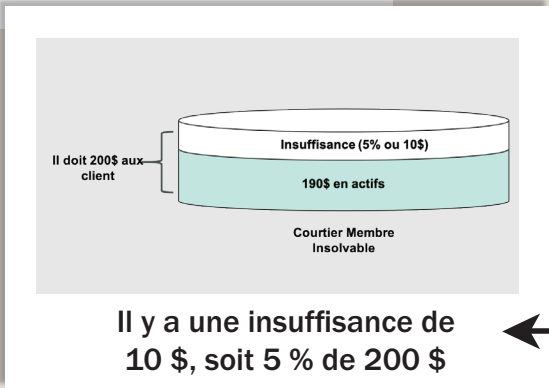 Insuffisance (5% ou 10$)
Il doit 200$ aux
client
190$ en actifs
Courtier Membre
Insolvable
Il y a une insuffisance de
10 $, soit 5 % de 200 $